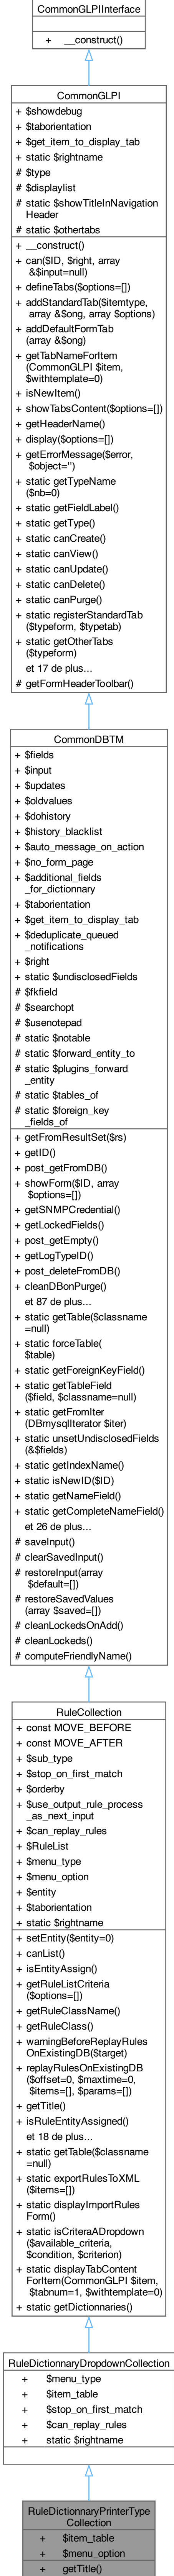 CommonGLPIInterface
+ __construct()
CommonGLPI
+ $showdebug
+ $taborientation
+ $get_item_to_display_tab
+ static $rightname
# $type
# $displaylist
# static $showTitleInNavigation
Header
# static $othertabs
+ __construct()
+ can($ID, $right, array
&$input=null)
+ defineTabs($options=[])
+ addStandardTab($itemtype,
array &$ong, array $options)
+ addDefaultFormTab
(array &$ong)
+ getTabNameForItem
(CommonGLPI $item,
$withtemplate=0)
+ isNewItem()
+ showTabsContent($options=[])
+ getHeaderName()
+ display($options=[])
+ getErrorMessage($error,
$object='')
+ static getTypeName
($nb=0)
+ static getFieldLabel()
+ static getType()
+ static canCreate()
+ static canView()
+ static canUpdate()
+ static canDelete()
+ static canPurge()
+ static registerStandardTab
($typeform, $typetab)
+ static getOtherTabs
($typeform)
et 17 de plus...
# getFormHeaderToolbar()
CommonDBTM
+ $fields
+ $input
+ $updates
+ $oldvalues
+ $dohistory
+ $history_blacklist
+ $auto_message_on_action
+ $no_form_page
+ $additional_fields
_for_dictionnary
+ $taborientation
+ $get_item_to_display_tab
+ $deduplicate_queued
_notifications
+ $right
+ static $undisclosedFields
# $fkfield
# $searchopt
# $usenotepad
# static $notable
# static $forward_entity_to
# static $plugins_forward
_entity
# static $tables_of
# static $foreign_key
_fields_of
+ getFromResultSet($rs)
+ getID()
+ post_getFromDB()
+ showForm($ID, array
$options=[])
+ getSNMPCredential()
+ getLockedFields()
+ post_getEmpty()
+ getLogTypeID()
+ post_deleteFromDB()
+ cleanDBonPurge()
et 87 de plus...
+ static getTable($classname
=null)
+ static forceTable(
$table)
+ static getForeignKeyField()
+ static getTableField
($field, $classname=null)
+ static getFromIter
(DBmysqlIterator $iter)
+ static unsetUndisclosedFields
(&$fields)
+ static getIndexName()
+ static isNewID($ID)
+ static getNameField()
+ static getCompleteNameField()
et 26 de plus...
# saveInput()
# clearSavedInput()
# restoreInput(array
$default=[])
# restoreSavedValues
(array $saved=[])
# cleanLockedsOnAdd()
# cleanLockeds()
# computeFriendlyName()
RuleCollection
+ const MOVE_BEFORE
+ const MOVE_AFTER
+ $sub_type
+ $stop_on_first_match
+ $orderby
+ $use_output_rule_process
_as_next_input
+ $can_replay_rules
+ $RuleList
+ $menu_type
+ $menu_option
+ $entity
+ $taborientation
+ static $rightname
+ setEntity($entity=0)
+ canList()
+ isEntityAssign()
+ getRuleListCriteria
($options=[])
+ getRuleClassName()
+ getRuleClass()
+ warningBeforeReplayRules
OnExistingDB($target)
+ replayRulesOnExistingDB
($offset=0, $maxtime=0,
$items=[], $params=[])
+ getTitle()
+ isRuleEntityAssigned()
et 18 de plus...
+ static getTable($classname
=null)
+ static exportRulesToXML
($items=[])
+ static displayImportRules
Form()
+ static isCriteraADropdown
($available_criteria,
$condition, $criterion)
+ static displayTabContent
ForItem(CommonGLPI $item,
$tabnum=1, $withtemplate=0)
+ static getDictionnaries()
RuleDictionnaryDropdownCollection
+ $menu_type
+ $item_table
+ $stop_on_first_match
+ $can_replay_rules
+ static $rightname
RuleDictionnaryPrinterType
Collection
+ $item_table
+ $menu_option
+ getTitle()